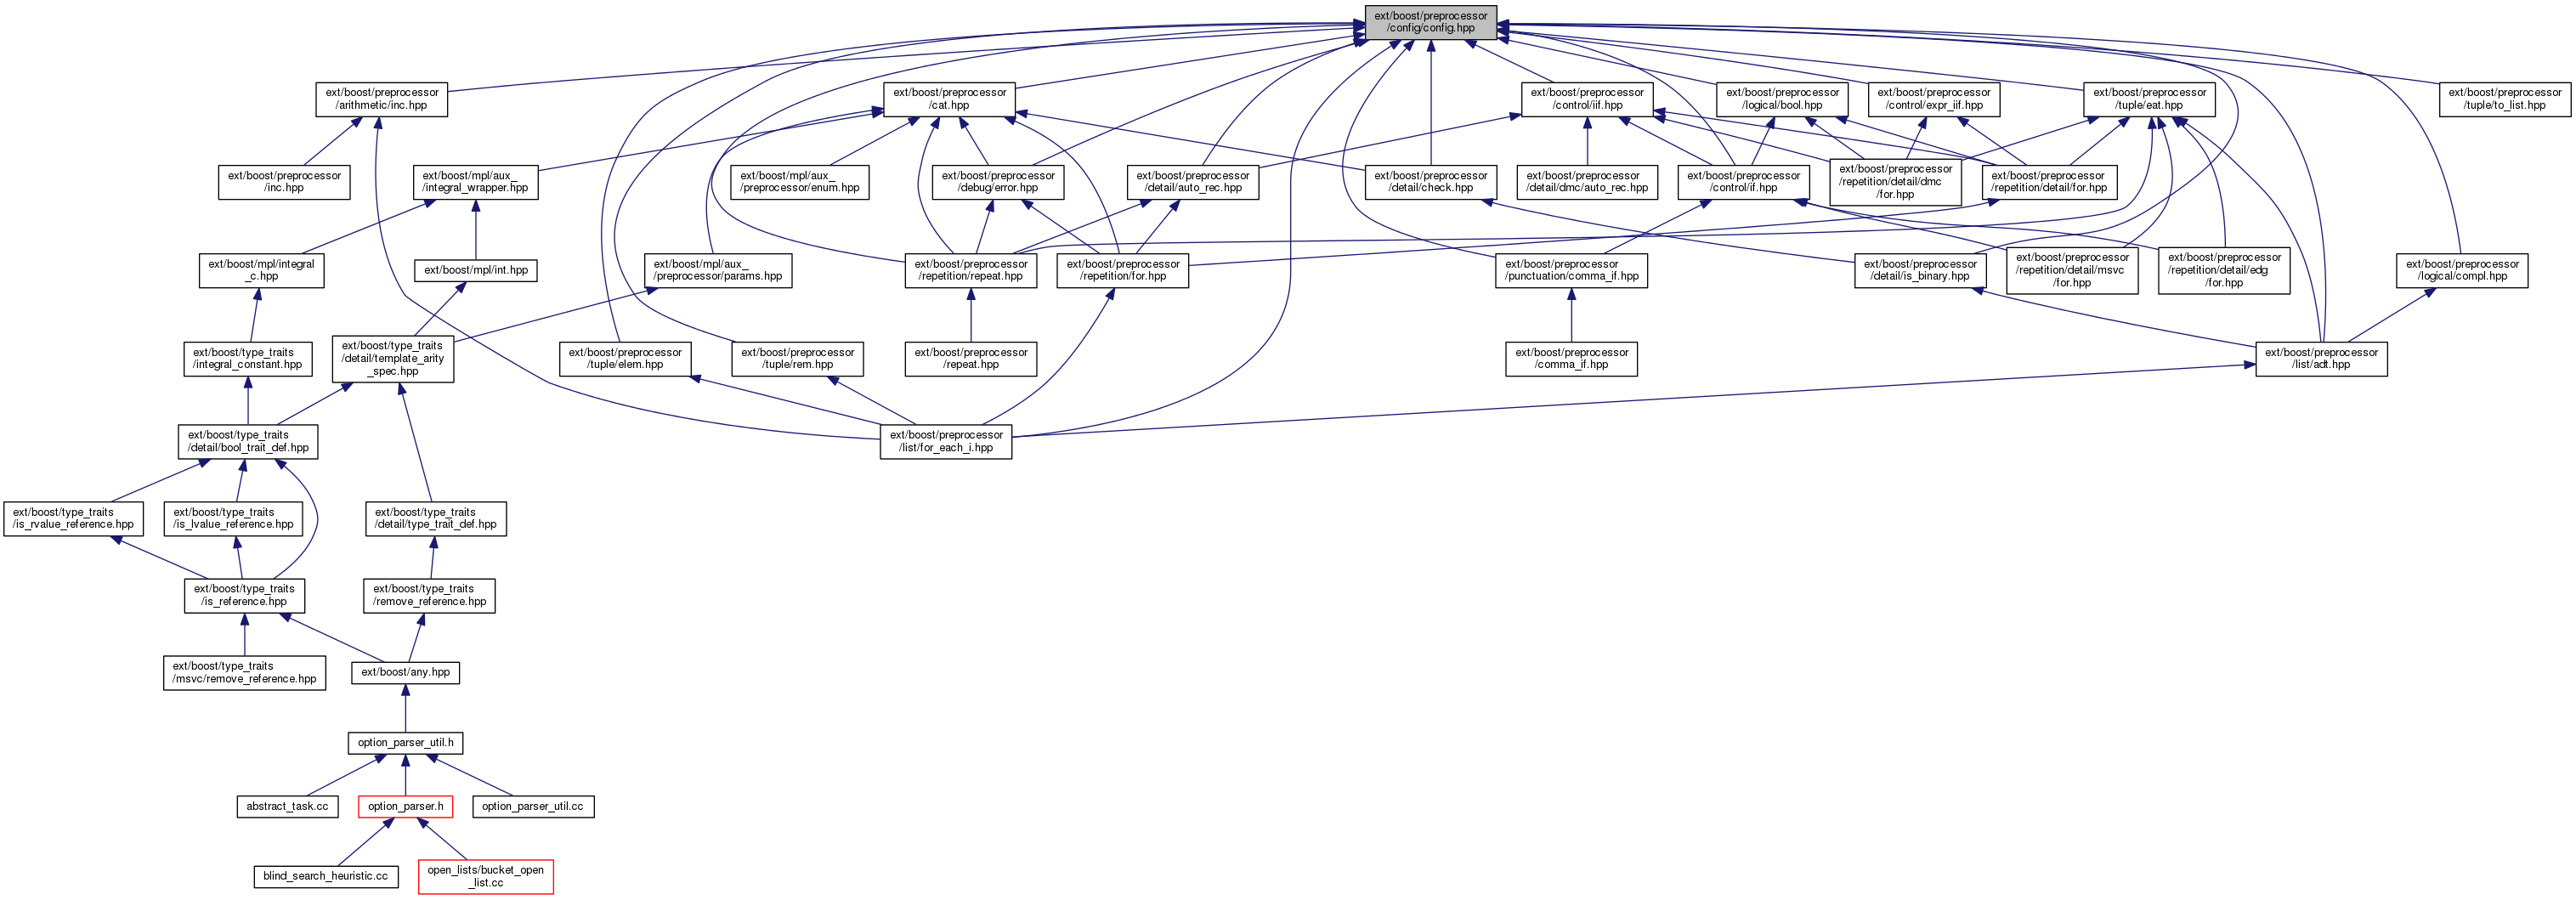 ext/boost/preprocessor
/config/config.hpp
ext/boost/preprocessor
/arithmetic/inc.hpp
ext/boost/preprocessor
/cat.hpp
ext/boost/preprocessor
/control/iif.hpp
ext/boost/preprocessor
/logical/bool.hpp
ext/boost/preprocessor
/control/expr_iif.hpp
ext/boost/preprocessor
/tuple/eat.hpp
ext/boost/preprocessor
/tuple/to_list.hpp
ext/boost/preprocessor
/inc.hpp
ext/boost/mpl/aux_
/integral_wrapper.hpp
ext/boost/mpl/aux_
/preprocessor/enum.hpp
ext/boost/preprocessor
/debug/error.hpp
ext/boost/preprocessor
/detail/auto_rec.hpp
ext/boost/preprocessor
/detail/check.hpp
ext/boost/preprocessor
/detail/dmc/auto_rec.hpp
ext/boost/preprocessor
/control/if.hpp
ext/boost/preprocessor
/repetition/detail/dmc
/for.hpp
ext/boost/preprocessor
/repetition/detail/for.hpp
ext/boost/mpl/integral
_c.hpp
ext/boost/mpl/int.hpp
ext/boost/mpl/aux_
/preprocessor/params.hpp
ext/boost/preprocessor
/repetition/repeat.hpp
ext/boost/preprocessor
/repetition/for.hpp
ext/boost/preprocessor
/punctuation/comma_if.hpp
ext/boost/preprocessor
/detail/is_binary.hpp
ext/boost/preprocessor
/repetition/detail/msvc
/for.hpp
ext/boost/preprocessor
/repetition/detail/edg
/for.hpp
ext/boost/preprocessor
/logical/compl.hpp
ext/boost/type_traits
/integral_constant.hpp
ext/boost/type_traits
/detail/template_arity
_spec.hpp
ext/boost/preprocessor
/tuple/elem.hpp
ext/boost/preprocessor
/tuple/rem.hpp
ext/boost/preprocessor
/repeat.hpp
ext/boost/preprocessor
/comma_if.hpp
ext/boost/preprocessor
/list/adt.hpp
ext/boost/type_traits
/detail/bool_trait_def.hpp
ext/boost/preprocessor
/list/for_each_i.hpp
ext/boost/type_traits
/is_rvalue_reference.hpp
ext/boost/type_traits
/is_lvalue_reference.hpp
ext/boost/type_traits
/detail/type_trait_def.hpp
ext/boost/type_traits
/is_reference.hpp
ext/boost/type_traits
/remove_reference.hpp
ext/boost/type_traits
/msvc/remove_reference.hpp
ext/boost/any.hpp
option_parser_util.h
abstract_task.cc
option_parser.h
option_parser_util.cc
blind_search_heuristic.cc
open_lists/bucket_open
_list.cc